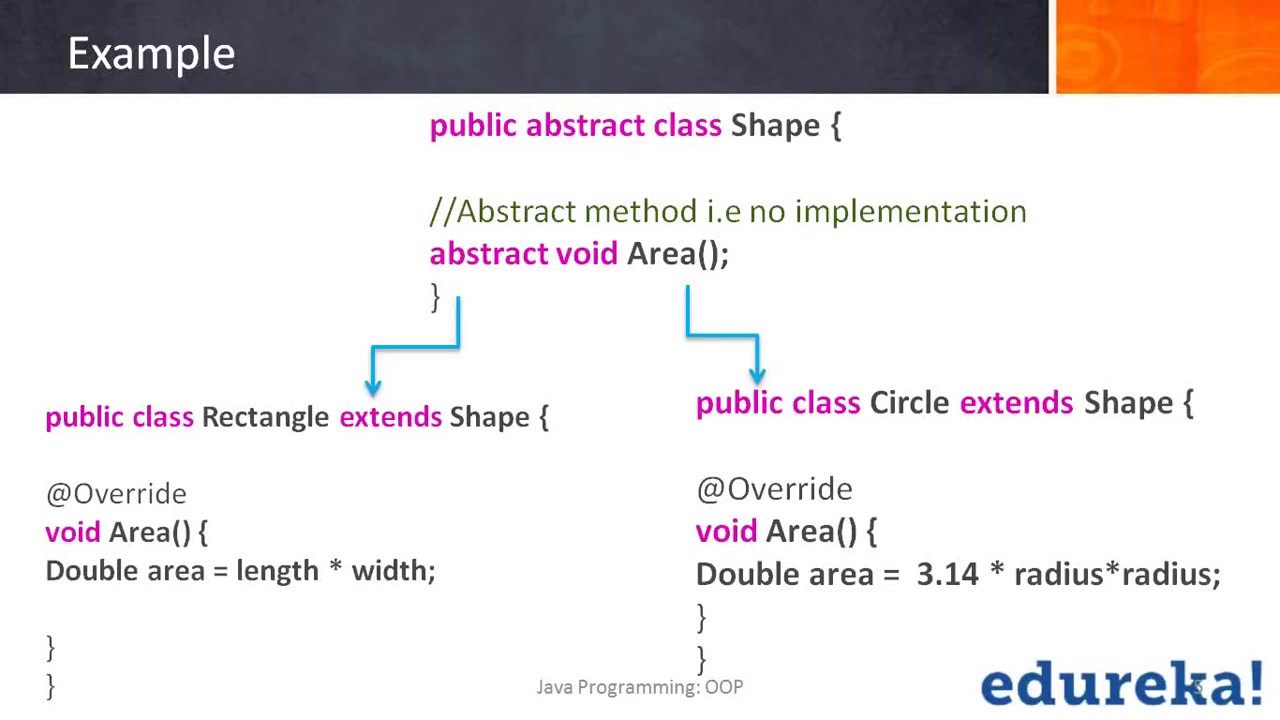 Example
public abstract class Shape {
//Abstract method i.e no implementation
abstract void Area();
}
public class Rectangle extends Shape {
@Override
void Area() {
Double area = length * width;
}
}
public class Circle extends Shape {
@Override
void Area() {
Double area =  3.14 * radius*radius;
}
}
Java Programming: OOP
edureka!